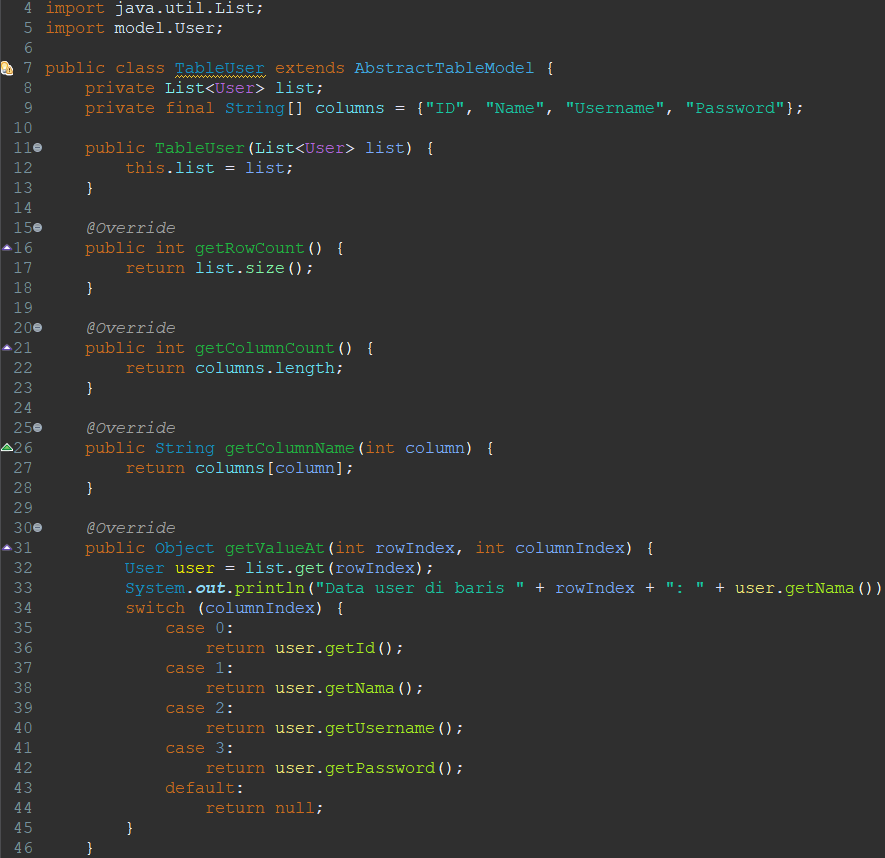 4 import java.util.List;
5 import model.User;
6
7 public class TableUser extends AbstractTableModel {
8     private List<User> list;
9     private final String[] columns = {"ID", "Name", "Username", "Password"};
10
11     public TableUser(List<User> list) {
12         this.list = list;
13     }
14
15     @Override
16     public int getRowCount() {
17         return list.size();
18     }
19
20     @Override
21     public int getColumnCount() {
22         return columns.length;
23     }
24
25     @Override
26     public String getColumnName(int column) {
27         return columns[column];
28     }
29
30     @Override
31     public Object getValueAt(int rowIndex, int columnIndex) {
32         User user = list.get(rowIndex);
33         System.out.println("Data user di baris " + rowIndex + ": " + user.getNama())
34         switch (columnIndex) {
35             case 0:
36                 return user.getId();
37             case 1:
38                 return user.getNama();
39             case 2:
40                 return user.getUsername();
41             case 3:
42                 return user.getPassword();
43             default:
44                 return null;
45         }
46     }